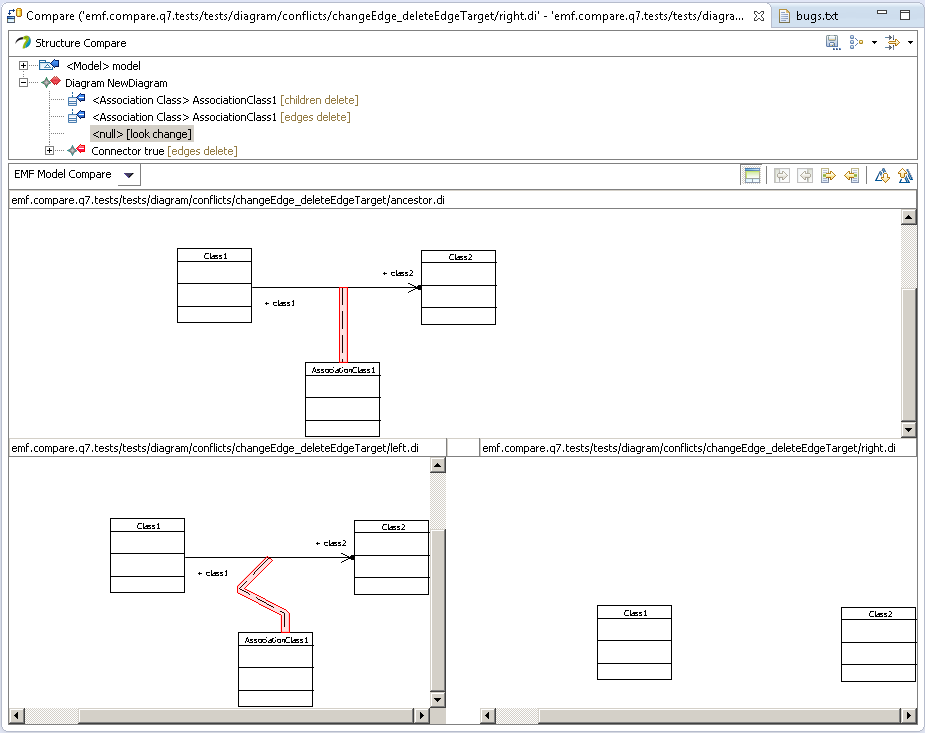 Compare ('emf.compare.q7.tests/tests/diagram/conflicts/changeEdge_deleteEdgeTarget/right.di' - 'emf.compare.q7.tests/tests/diagra...
bugs.txt
Structure Compare
<Model> model
Diagram NewDiagram
<Association Class> AssociationClass1 [children delete]
<Association Class> AssociationClass1 [edges delete]
<null> [look change]
Connector true [edges delete]
EMF Model Compare
emf.compare.q7.tests/tests/diagram/conflicts/changeEdge_deleteEdgeTarget/ancestor.di
Class1
Class2
+ class2
+ class1
AssociationClass1
emf.compare.q7.tests/tests/diagram/conflicts/changeEdge_deleteEdgeTarget/left.di
emf.compare.q7.tests/tests/diagram/conflicts/changeEdge_deleteEdgeTarget/right.di
Class1
Class2
+ class2
+ class1
AssociationClass1
Class1
Class2